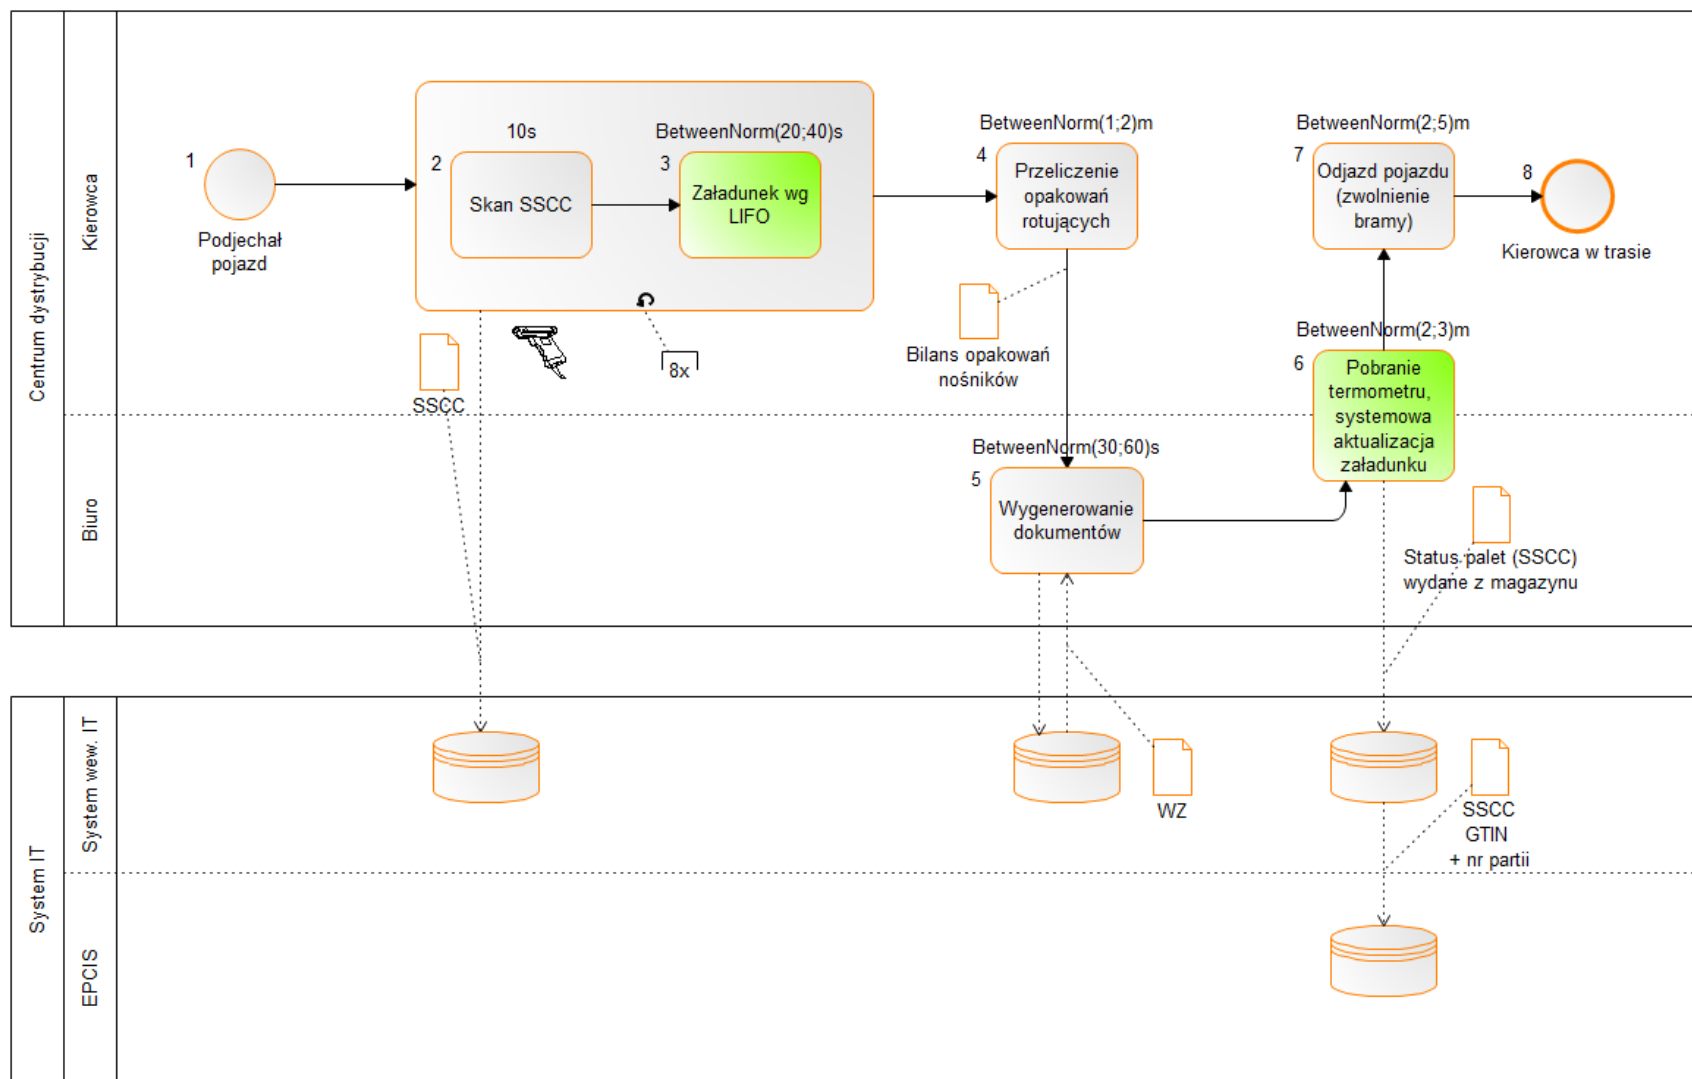 Centrum dystrybucji
Kierowca
1
Podjechał
pojazd
10s
2
Skan SSCC
BetweenNorm(20;40)s
3
Załadunek wg
LIFO
8x
SSCC
BetweenNorm(1;2)m
4
Przeliczenie
opakowań
rotujących
Bilans opakowań
nośników
BetweenNorm(2;5)m
7
Odjazd pojazdu
(zwolnienie
bramy)
8
Kierowca w trasie
BetweenNorm(2;3)m
6
Pobranie
termometru,
systemowa
aktualizacja
załadunku
Biuro
BetweenNorm(30;60)s
5
Wygenerowanie
dokumentów
Status palet (SSCC)
wydane z magazynu
System IT
System wew. IT
WZ
SSCC
GTIN
+ nr partii
EPCIS